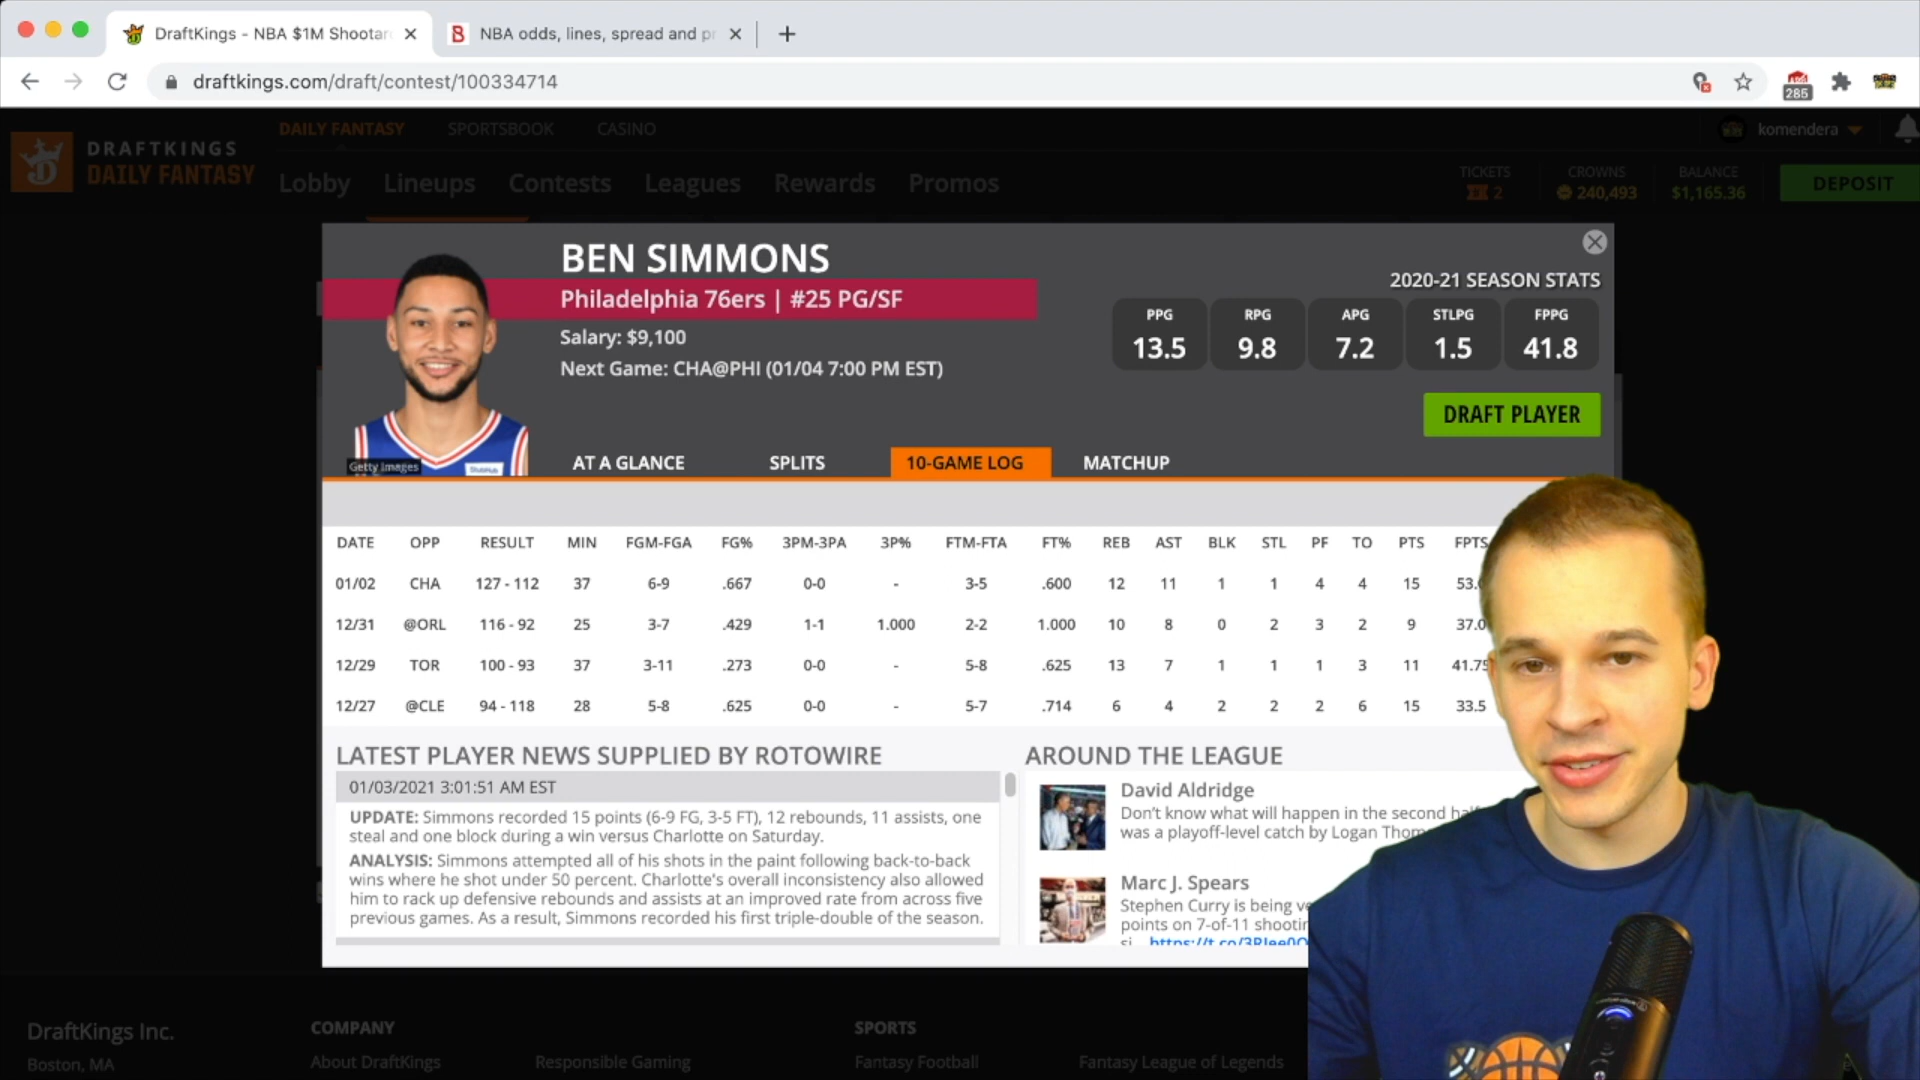 DraftKings - NBA $1M Shootar
NBA odds, lines, spread and pr
draftkings.com/draft/contest/100334714
285
DRAFTKINGS
DAILY FANTASY
DAILY FANTASY SPORTSBOOK CASINO
komendera
Lobby Lineups Contests Leagues Rewards Promos
TICKETS CROWNS BALANCE
2 240,493 $1,165.36
DEPOSIT
BEN SIMMONS
Philadelphia 76ers | #25 PG/SF
Salary: $9,100
Next Game: CHA@PHI (01/04 7:00 PM EST)
2020-21 SEASON STATS
PPG RPG APG STLPG FPPG
13.5 9.8 7.2 1.5 41.8
DRAFT PLAYER
Getty Images
AT A GLANCE SPLITS 10-GAME LOG MATCHUP
DATE OPP RESULT MIN FGM-FGA FG% 3PM-3PA 3P% FTM-FTA FT% REB AST BLK STL PF TO PTS FPTS
01/02 CHA 127 - 112 37 6-9 .667 0-0 - 3-5 .600 12 11 1 1 4 4 15 53.
12/31 @ORL 116 - 92 25 3-7 .429 1-1 1.000 2-2 1.000 10 8 0 2 3 2 9 37.0
12/29 TOR 100 - 93 37 3-11 .273 0-0 - 5-8 .625 13 7 1 1 1 3 11 41.75
12/27 @CLE 94 - 118 28 5-8 .625 0-0 - 5-7 .714 6 4 2 2 2 6 15 33.5
LATEST PLAYER NEWS SUPPLIED BY ROTOWIRE
01/03/2021 3:01:51 AM EST
UPDATE: Simmons recorded 15 points (6-9 FG, 3-5 FT), 12 rebounds, 11 assists, one
steal and one block during a win versus Charlotte on Saturday.
ANALYSIS: Simmons attempted all of his shots in the paint following back-to-back
wins where he shot under 50 percent. Charlotte's overall inconsistency also allowed
him to rack up defensive rebounds and assists at an improved rate from across five
previous games. As a result, Simmons recorded his first triple-double of the season.
AROUND THE LEAGUE
David Aldridge
Don't know what will happen in the second hal
was a playoff-level catch by Logan Thom
Marc J. Spears
Stephen Curry is being ve
points on 7-of-11 shootin
si
DraftKings Inc.
Boston, MA
COMPANY
About DraftKings Responsible Gaming
SPORTS
Fantasy Football Fantasy League of Legends